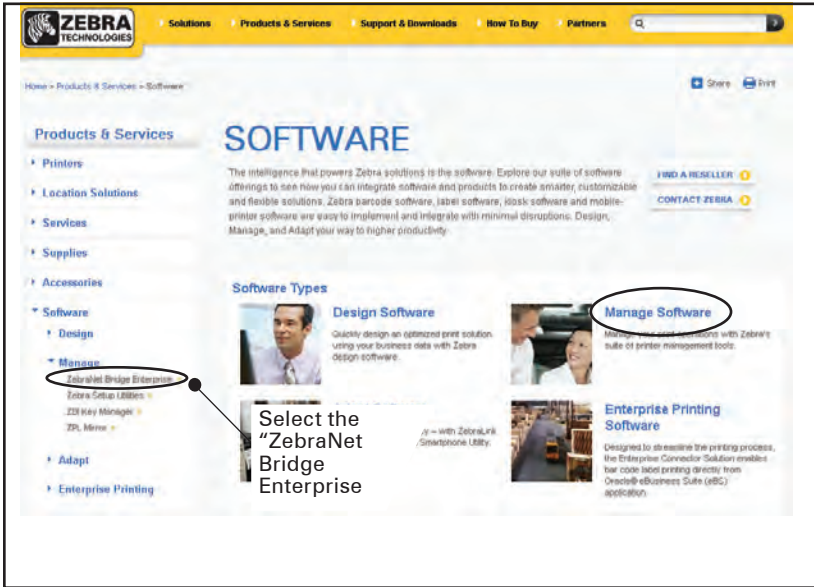 ZEBRA
TECHNOLOGIES
Solutions Products & Services Support & Downloads How To Buy Partners
Home » Products & Services » Software
Share Print
Products & Services
Printers
Location Solutions
Services
Supplies
Accessories
Software
Design
Manage
ZebraNet Bridge Enterprise
Zebra Setup Utilities
ZBI Key Manager
ZPL Mirror
Adapt
Enterprise Printing
SOFTWARE
The intelligence that powers Zebra solutions is the software. Explore our suite of software
offerings to see how you can integrate software and products to create smarter, customizable
and flexible solutions. Zebra barcode software, label software, kiosk software and mobile-
printer software are easy to implement and integrate with minimal disruptions. Design,
Manage, and Adapt your way to higher productivity.
FIND A RESELLER
CONTACT ZEBRA
Software Types
Design Software
Quickly design an optimized print solution
using your business data with Zebra
design software.
Manage Software
Manage your print operations with Zebra's
suite of printer management tools.
y – with ZebraLink
Smartphone Utility.
Enterprise Printing
Software
Designed to streamline the printing process,
the Enterprise Connector Solution enables
bar code label printing directly from
Oracle® eBusiness Suite (eBS)
application.
Select the
"ZebraNet
Bridge
Enterprise